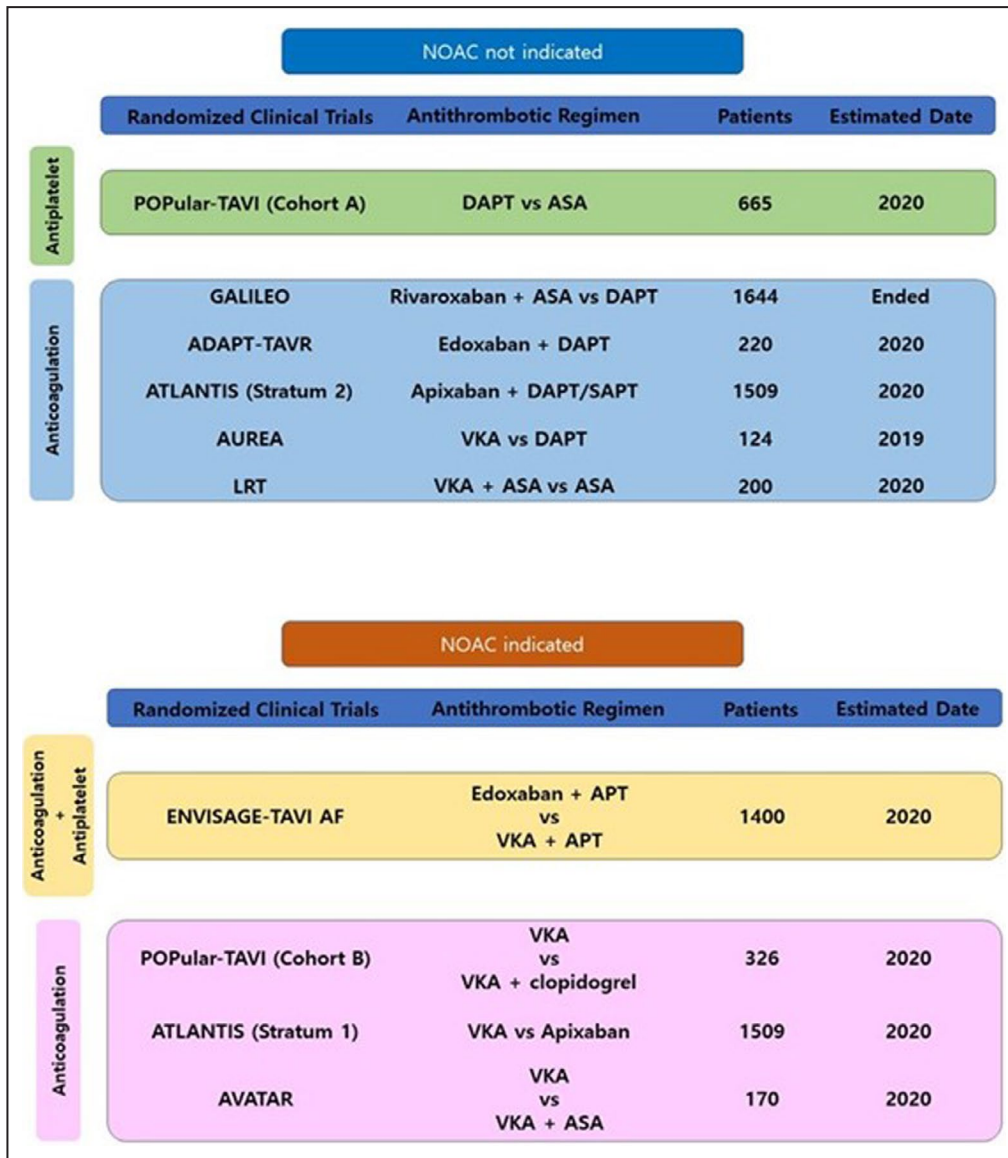 NOAC not indicated
Randomized Clinical Trials Antithrombotic Regimen Patients Estimated Date
Antiplatelet
POPular-TAVI (Cohort A) DAPT vs ASA 665 2020
Anticoagulation
GALILEO Rivaroxaban + ASA vs DAPT 1644 Ended
ADAPT-TAVR Edoxaban + DAPT 220 2020
ATLANTIS (Stratum 2) Apixaban + DAPT/SAPT 1509 2020
AUREA VKA vs DAPT 124 2019
LRT VKA + ASA vs ASA 200 2020
NOAC indicated
Randomized Clinical Trials Antithrombotic Regimen Patients Estimated Date
Anticoagulation
+
Antiplatelet
Edoxaban + APT
ENVISAGE-TAVI AF vs 1400 2020
VKA + APT
Anticoagulation
VKA
POPular-TAVI (Cohort B) vs 326 2020
VKA + clopidogrel
ATLANTIS (Stratum 1) VKA vs Apixaban 1509 2020
VKA
AVATAR vs 170 2020
VKA + ASA